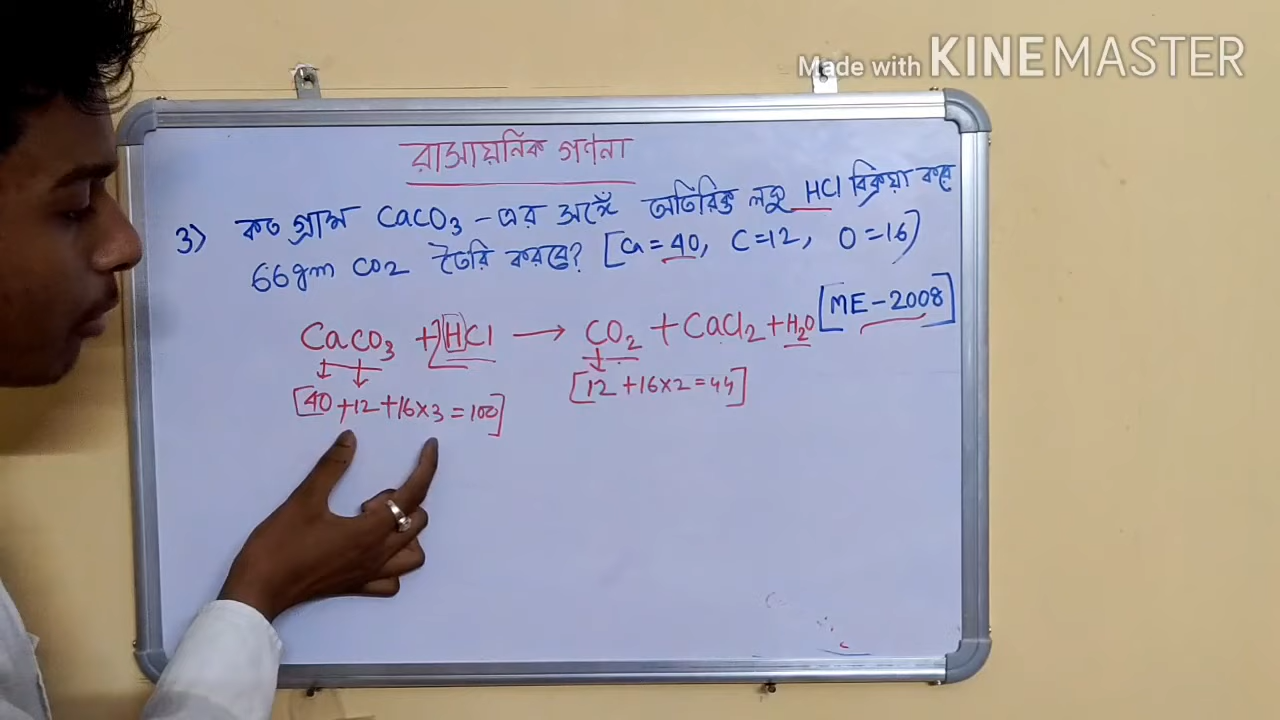 Made with KINEMASTER
রাসায়নিক গণনা
3) কত গ্রাম CaCO3 -এর সঙ্গে অতিরিক্ত লঘু HCl বিক্রিয়া করে
66gm CO2 তৈরি করবে? [Ca = 40, C=12, O=16]
[ME-2008]
CaCO3 + 2HCl → CO2 + CaCl2 + H2O
[40+12+16×3=100] [12+16×2=44]